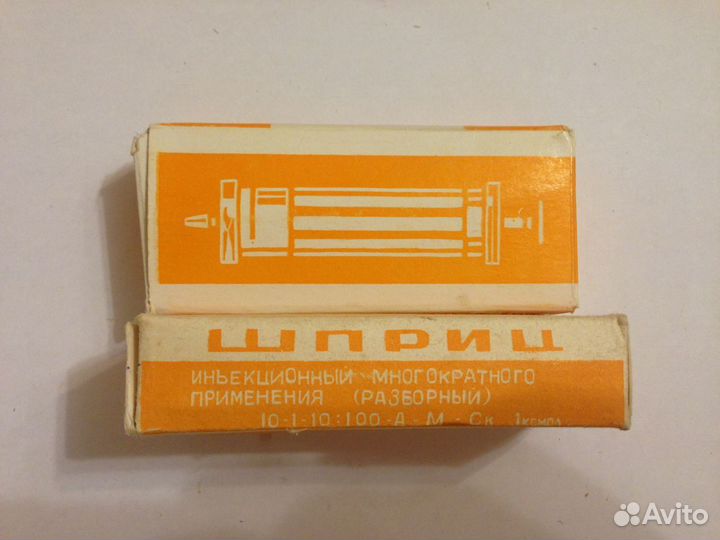 ШПРИЦ
ИНЪЕКЦИОННЫЙ МНОГОКРАТНОГО
ПРИМЕНЕНИЯ (РАЗБОРНЫЙ)
10-1-10:100-А-М-Ск 1компл
Avito